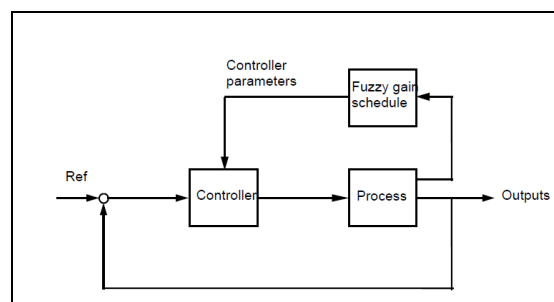 Controller
parameters
Fuzzy gain
schedule
Ref
Controller
Process
Outputs